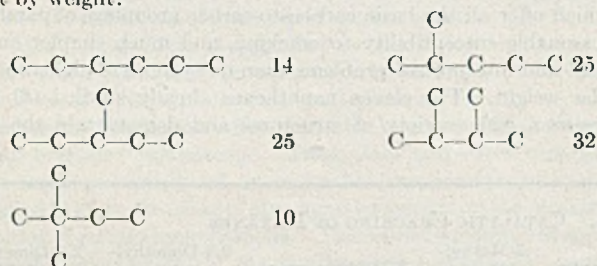 e by weight.
C
C—C—C—C—C—C 14 C—C—C—C—C 25
C C C
C—C—C—C—C 25 C—C—C—C 32
C
C—C—C—C 10
C